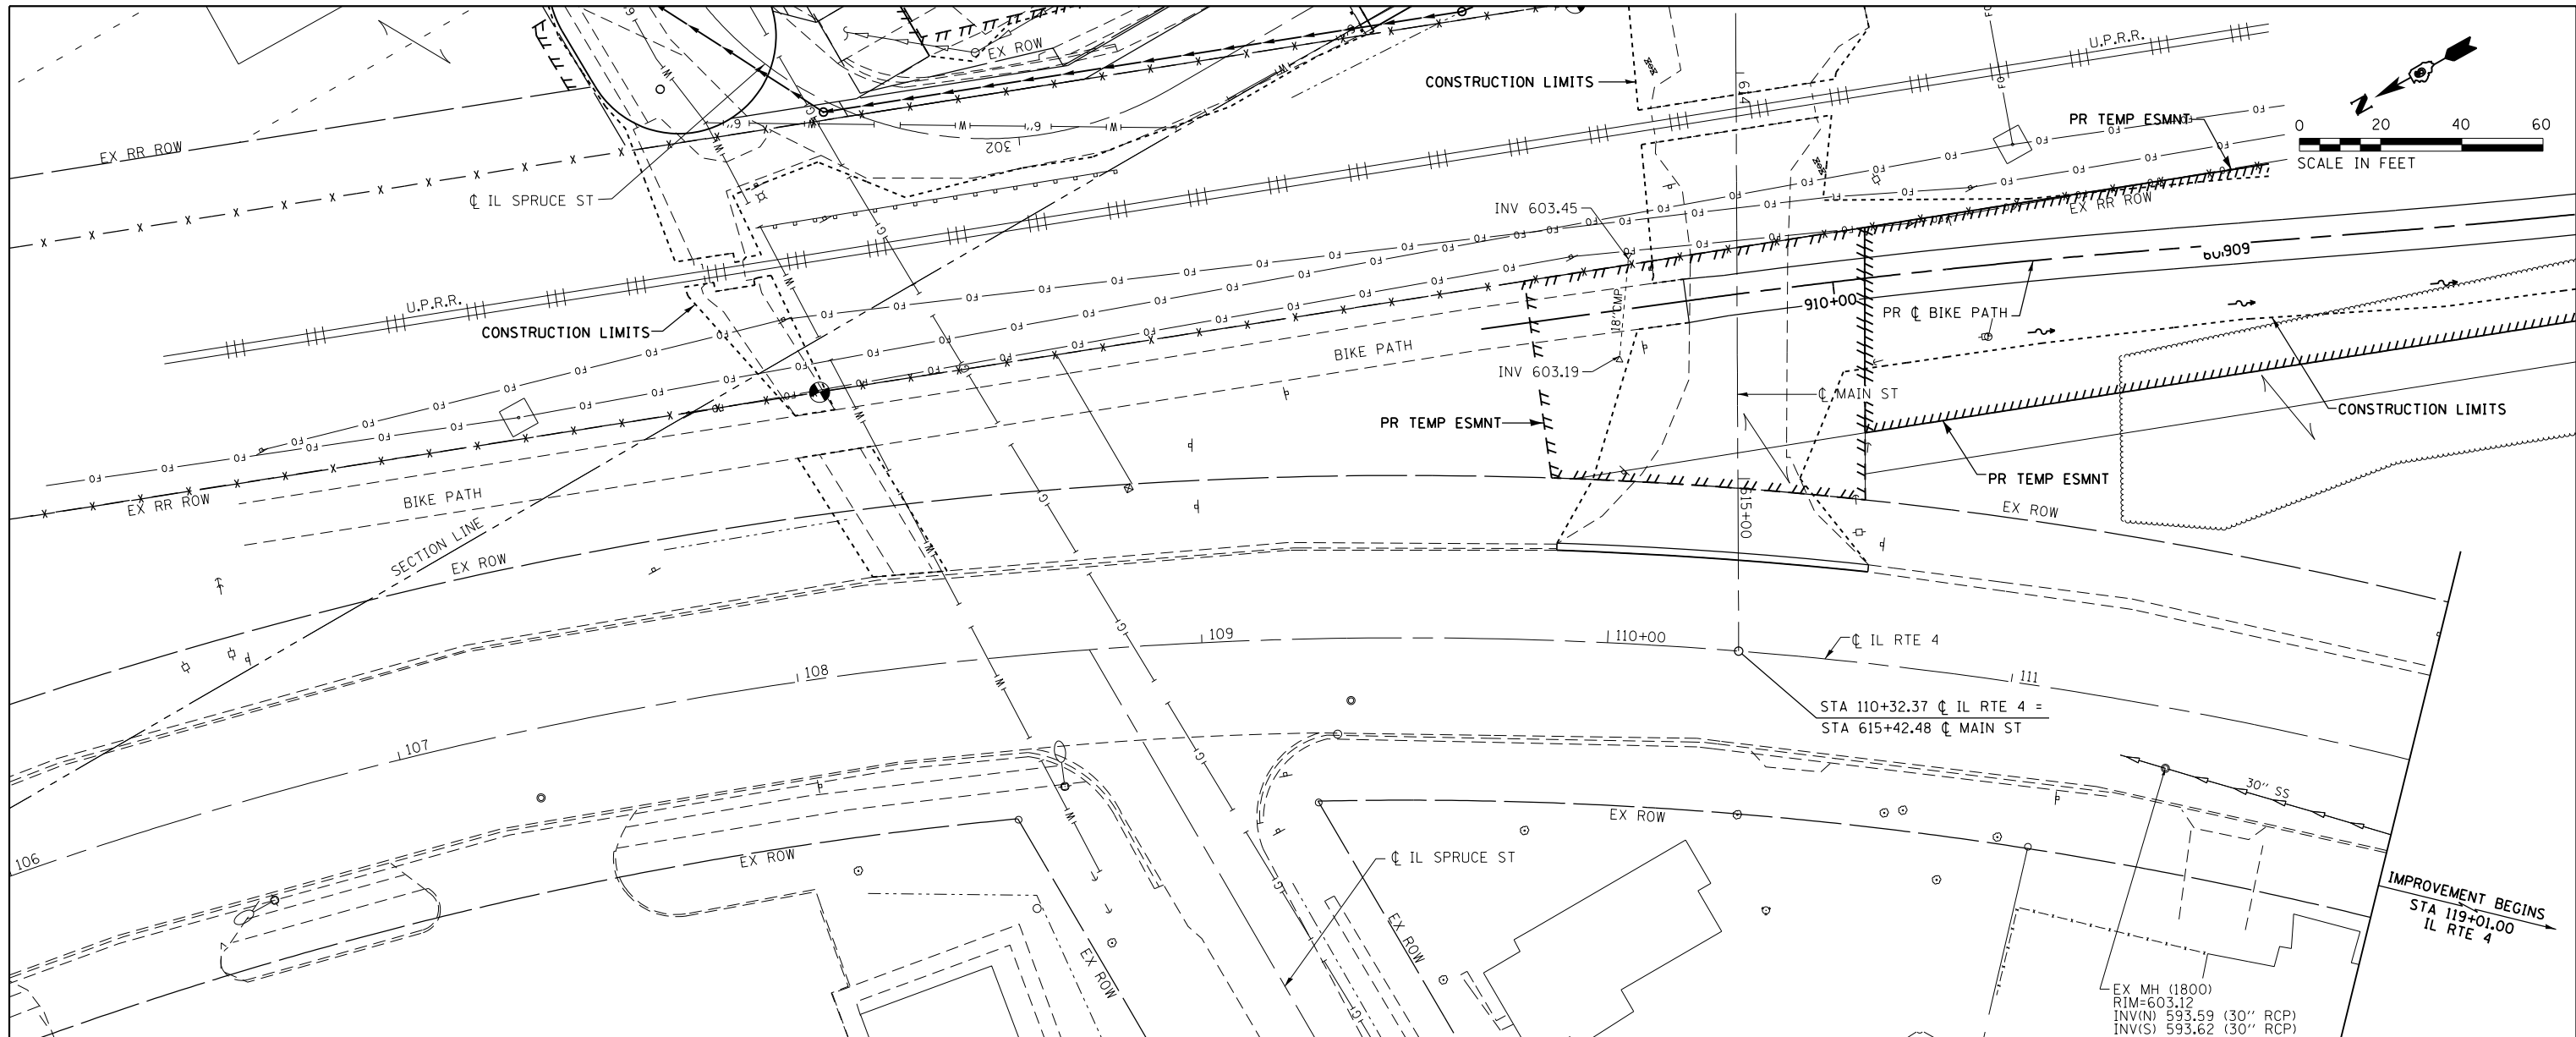 EX ROW
U.P.R.R.
CONSTRUCTION LIMITS
614
PR TEMP ESMNT
0 20 40 60
SCALE IN FEET
N
EX RR ROW
6"
W
6"
W
302
℄ IL SPRUCE ST
INV 603.45
EX RR ROW
U.P.R.R.
CONSTRUCTION LIMITS
18" CMP
910+00
PR ℄ BIKE PATH
BIKE PATH
INV 603.19
℄ MAIN ST
PR TEMP ESMNT
CONSTRUCTION LIMITS
PR TEMP ESMNT
EX RR ROW
BIKE PATH
615+00
EX ROW
SECTION LINE
EX ROW
109
110+00
℄ IL RTE 4
108
111
STA 110+32.37 ℄ IL RTE 4 =
STA 615+42.48 ℄ MAIN ST
107
30" SS
106
EX ROW
EX ROW
℄ IL SPRUCE ST
IMPROVEMENT BEGINS
STA 119+01.00
IL RTE 4
EX ROW
EX ROW
EX MH (1800)
RIM=603.12
INV(N) 593.59 (30" RCP)
INV(S) 593.62 (30" RCP)